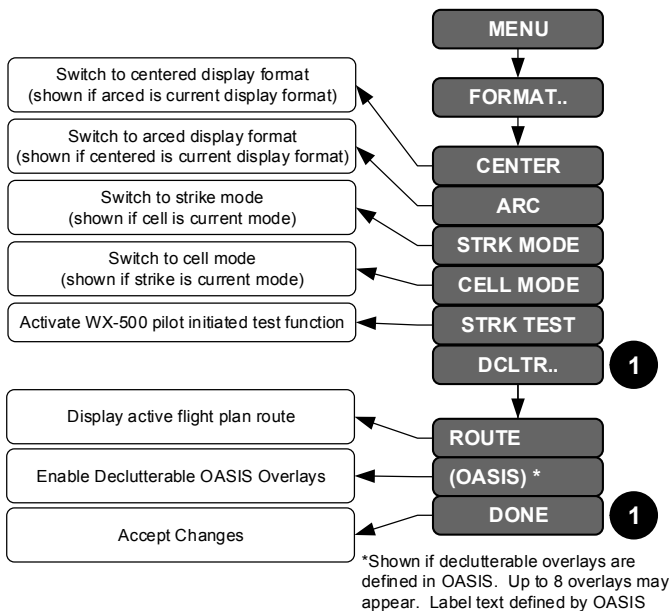 MENU
FORMAT..
Switch to centered display format
(shown if arced is current display format)
CENTER
Switch to arced display format
(shown if centered is current display format)
ARC
Switch to strike mode
(shown if cell is current mode)
STRK MODE
Switch to cell mode
(shown if strike is current mode)
CELL MODE
Activate WX-500 pilot initiated test function
STRK TEST
DCLTR..
1
Display active flight plan route
ROUTE
Enable Declutterable OASIS Overlays
(OASIS) *
Accept Changes
DONE
1
*Shown if declutterable overlays are
defined in OASIS. Up to 8 overlays may
appear. Label text defined by OASIS